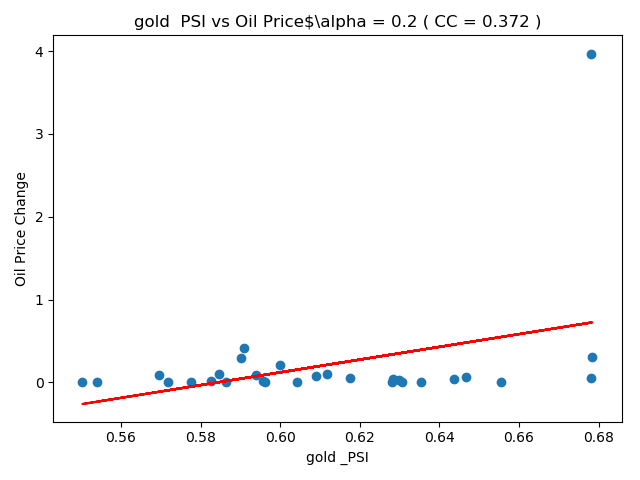 gold  PSI vs Oil Price$\alpha = 0.2 ( CC = 0.372 )
4
3
2
1
0
Oil Price Change
0.56 0.58 0.60 0.62 0.64 0.66 0.68
gold _PSI